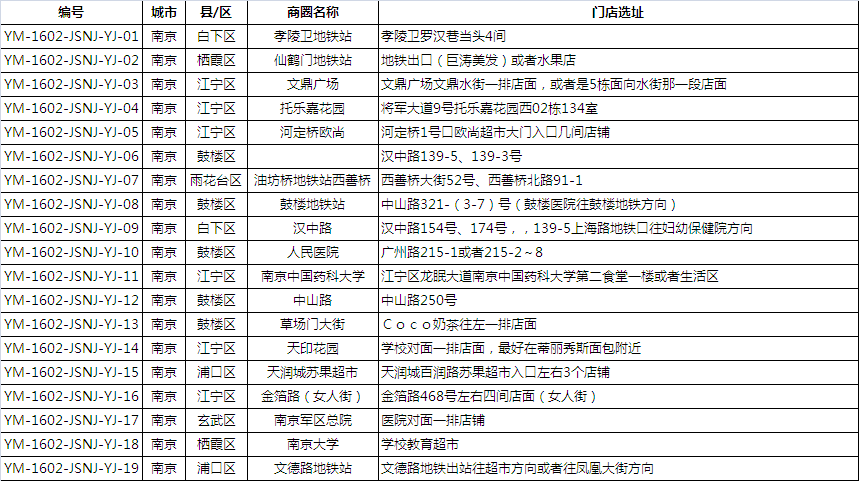 编号 城市 县/区 商圈名称 门店选址
YM-1602-JSNJ-YJ-01 南京 白下区 孝陵卫地铁站 孝陵卫罗汉巷当头4间
YM-1602-JSNJ-YJ-02 南京 栖霞区 仙鹤门地铁站 地铁出口（巨涛美发）或者水果店
YM-1602-JSNJ-YJ-03 南京 江宁区 文鼎广场 文鼎广场文鼎水街一排店面，或者是5栋面向水街那一段店面
YM-1602-JSNJ-YJ-04 南京 江宁区 托乐嘉花园 将军大道9号托乐嘉花园西02栋134室
YM-1602-JSNJ-YJ-05 南京 江宁区 河定桥欧尚 河定桥1号口欧尚超市大门入口几间店铺
YM-1602-JSNJ-YJ-06 南京 鼓楼区 汉中路139-5、139-3号
YM-1602-JSNJ-YJ-07 南京 雨花台区 油坊桥地铁站西善桥 西善桥大街52号、西善桥北路91-1
YM-1602-JSNJ-YJ-08 南京 鼓楼区 鼓楼地铁站 中山路321-（3-7）号（鼓楼医院往鼓楼地铁方向）
YM-1602-JSNJ-YJ-09 南京 白下区 汉中路 汉中路154号、174号，，139-5上海路地铁口往妇幼保健院方向
YM-1602-JSNJ-YJ-10 南京 鼓楼区 人民医院 广州路215-1或者215-2～8
YM-1602-JSNJ-YJ-11 南京 江宁区 南京中国药科大学 江宁区龙眠大道南京中国药科大学第二食堂一楼或者生活区
YM-1602-JSNJ-YJ-12 南京 鼓楼区 中山路 中山路250号
YM-1602-JSNJ-YJ-13 南京 鼓楼区 草场门大街 Ｃｏｃｏ奶茶往左一排店面
YM-1602-JSNJ-YJ-14 南京 江宁区 天印花园 学校对面一排店面，最好在蒂丽秀斯面包附近
YM-1602-JSNJ-YJ-15 南京 浦口区 天润城苏果超市 天润城百润路苏果超市入口左右3个店铺
YM-1602-JSNJ-YJ-16 南京 江宁区 金箔路（女人街） 金箔路468号左右四间店面（女人街）
YM-1602-JSNJ-YJ-17 南京 玄武区 南京军区总院 医院对面一排店铺
YM-1602-JSNJ-YJ-18 南京 栖霞区 南京大学 学校教育超市
YM-1602-JSNJ-YJ-19 南京 浦口区 文德路地铁站 文德路地铁出站往超市方向或者往凤凰大街方向